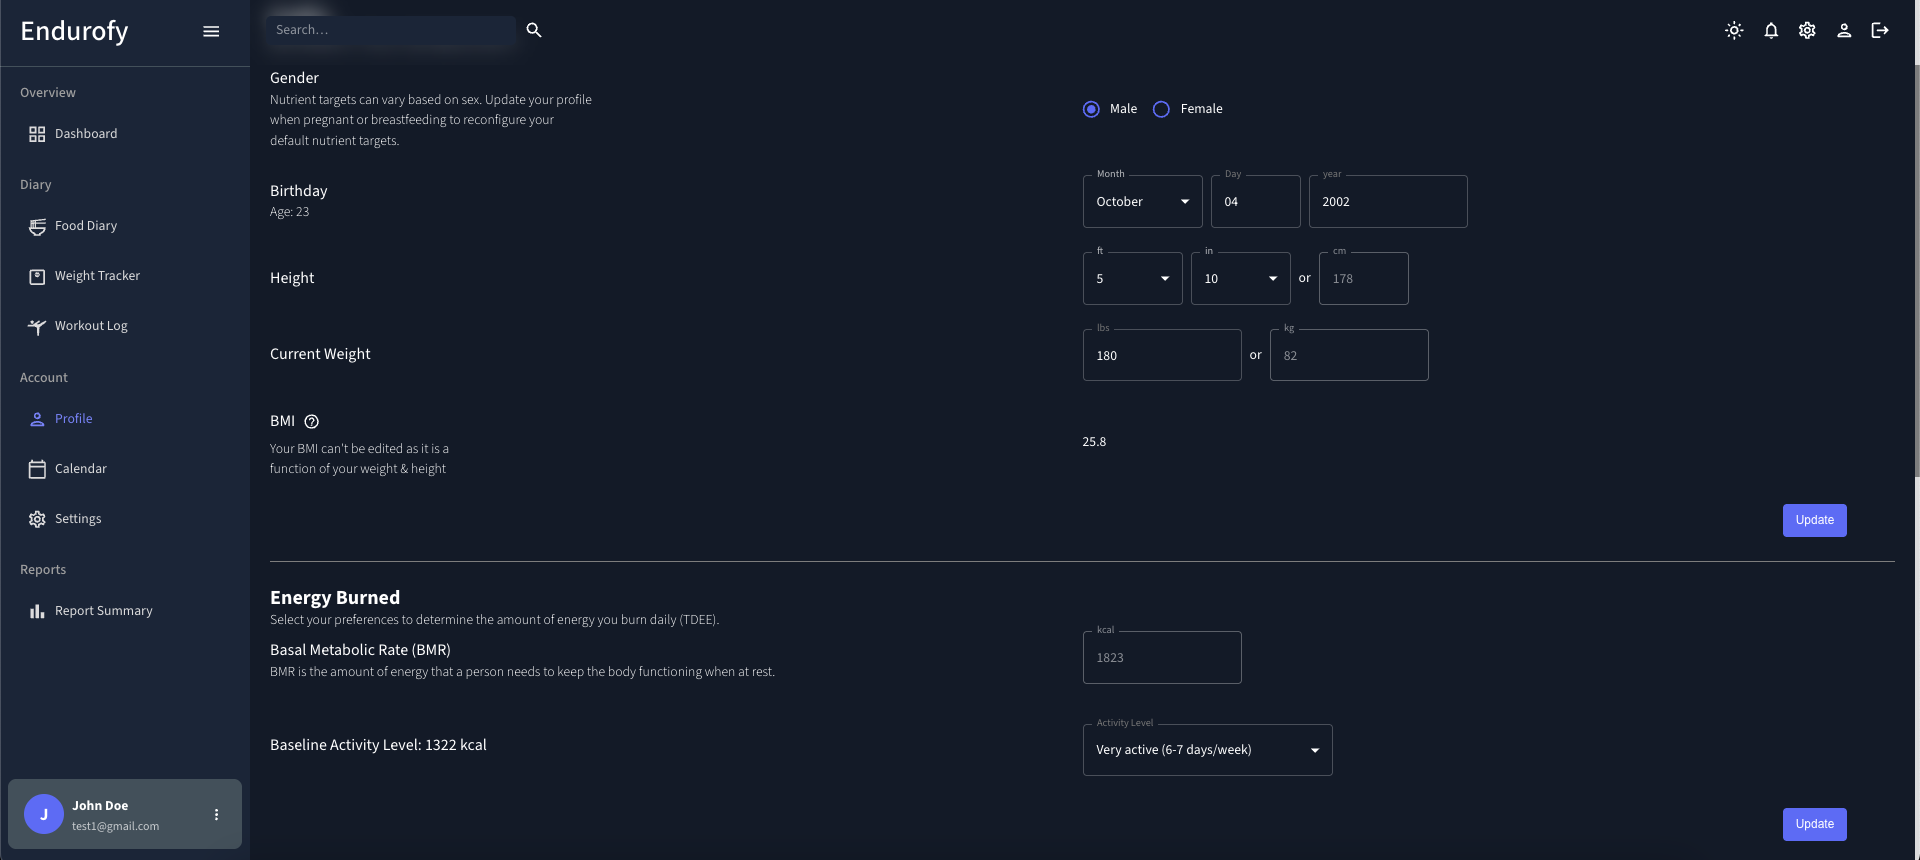 Endurofy
Search...
Overview
Dashboard
Diary
Food Diary
Weight Tracker
Workout Log
Account
Profile
Calendar
Settings
Reports
Report Summary
J
John Doe
test1@gmail.com
Gender
Nutrient targets can vary based on sex. Update your profile
when pregnant or breastfeeding to reconfigure your
default nutrient targets.
Male Female
Birthday
Age: 23
Month Day year
October 04 2002
Height
ft in cm
5 10 or 178
Current Weight
lbs kg
180 or 82
BMI
Your BMI can't be edited as it is a
function of your weight & height
25.8
Update
Energy Burned
Select your preferences to determine the amount of energy you burn daily (TDEE).
Basal Metabolic Rate (BMR)
BMR is the amount of energy that a person needs to keep the body functioning when at rest.
kcal
1823
Baseline Activity Level: 1322 kcal
Activity Level
Very active (6-7 days/week)
Update